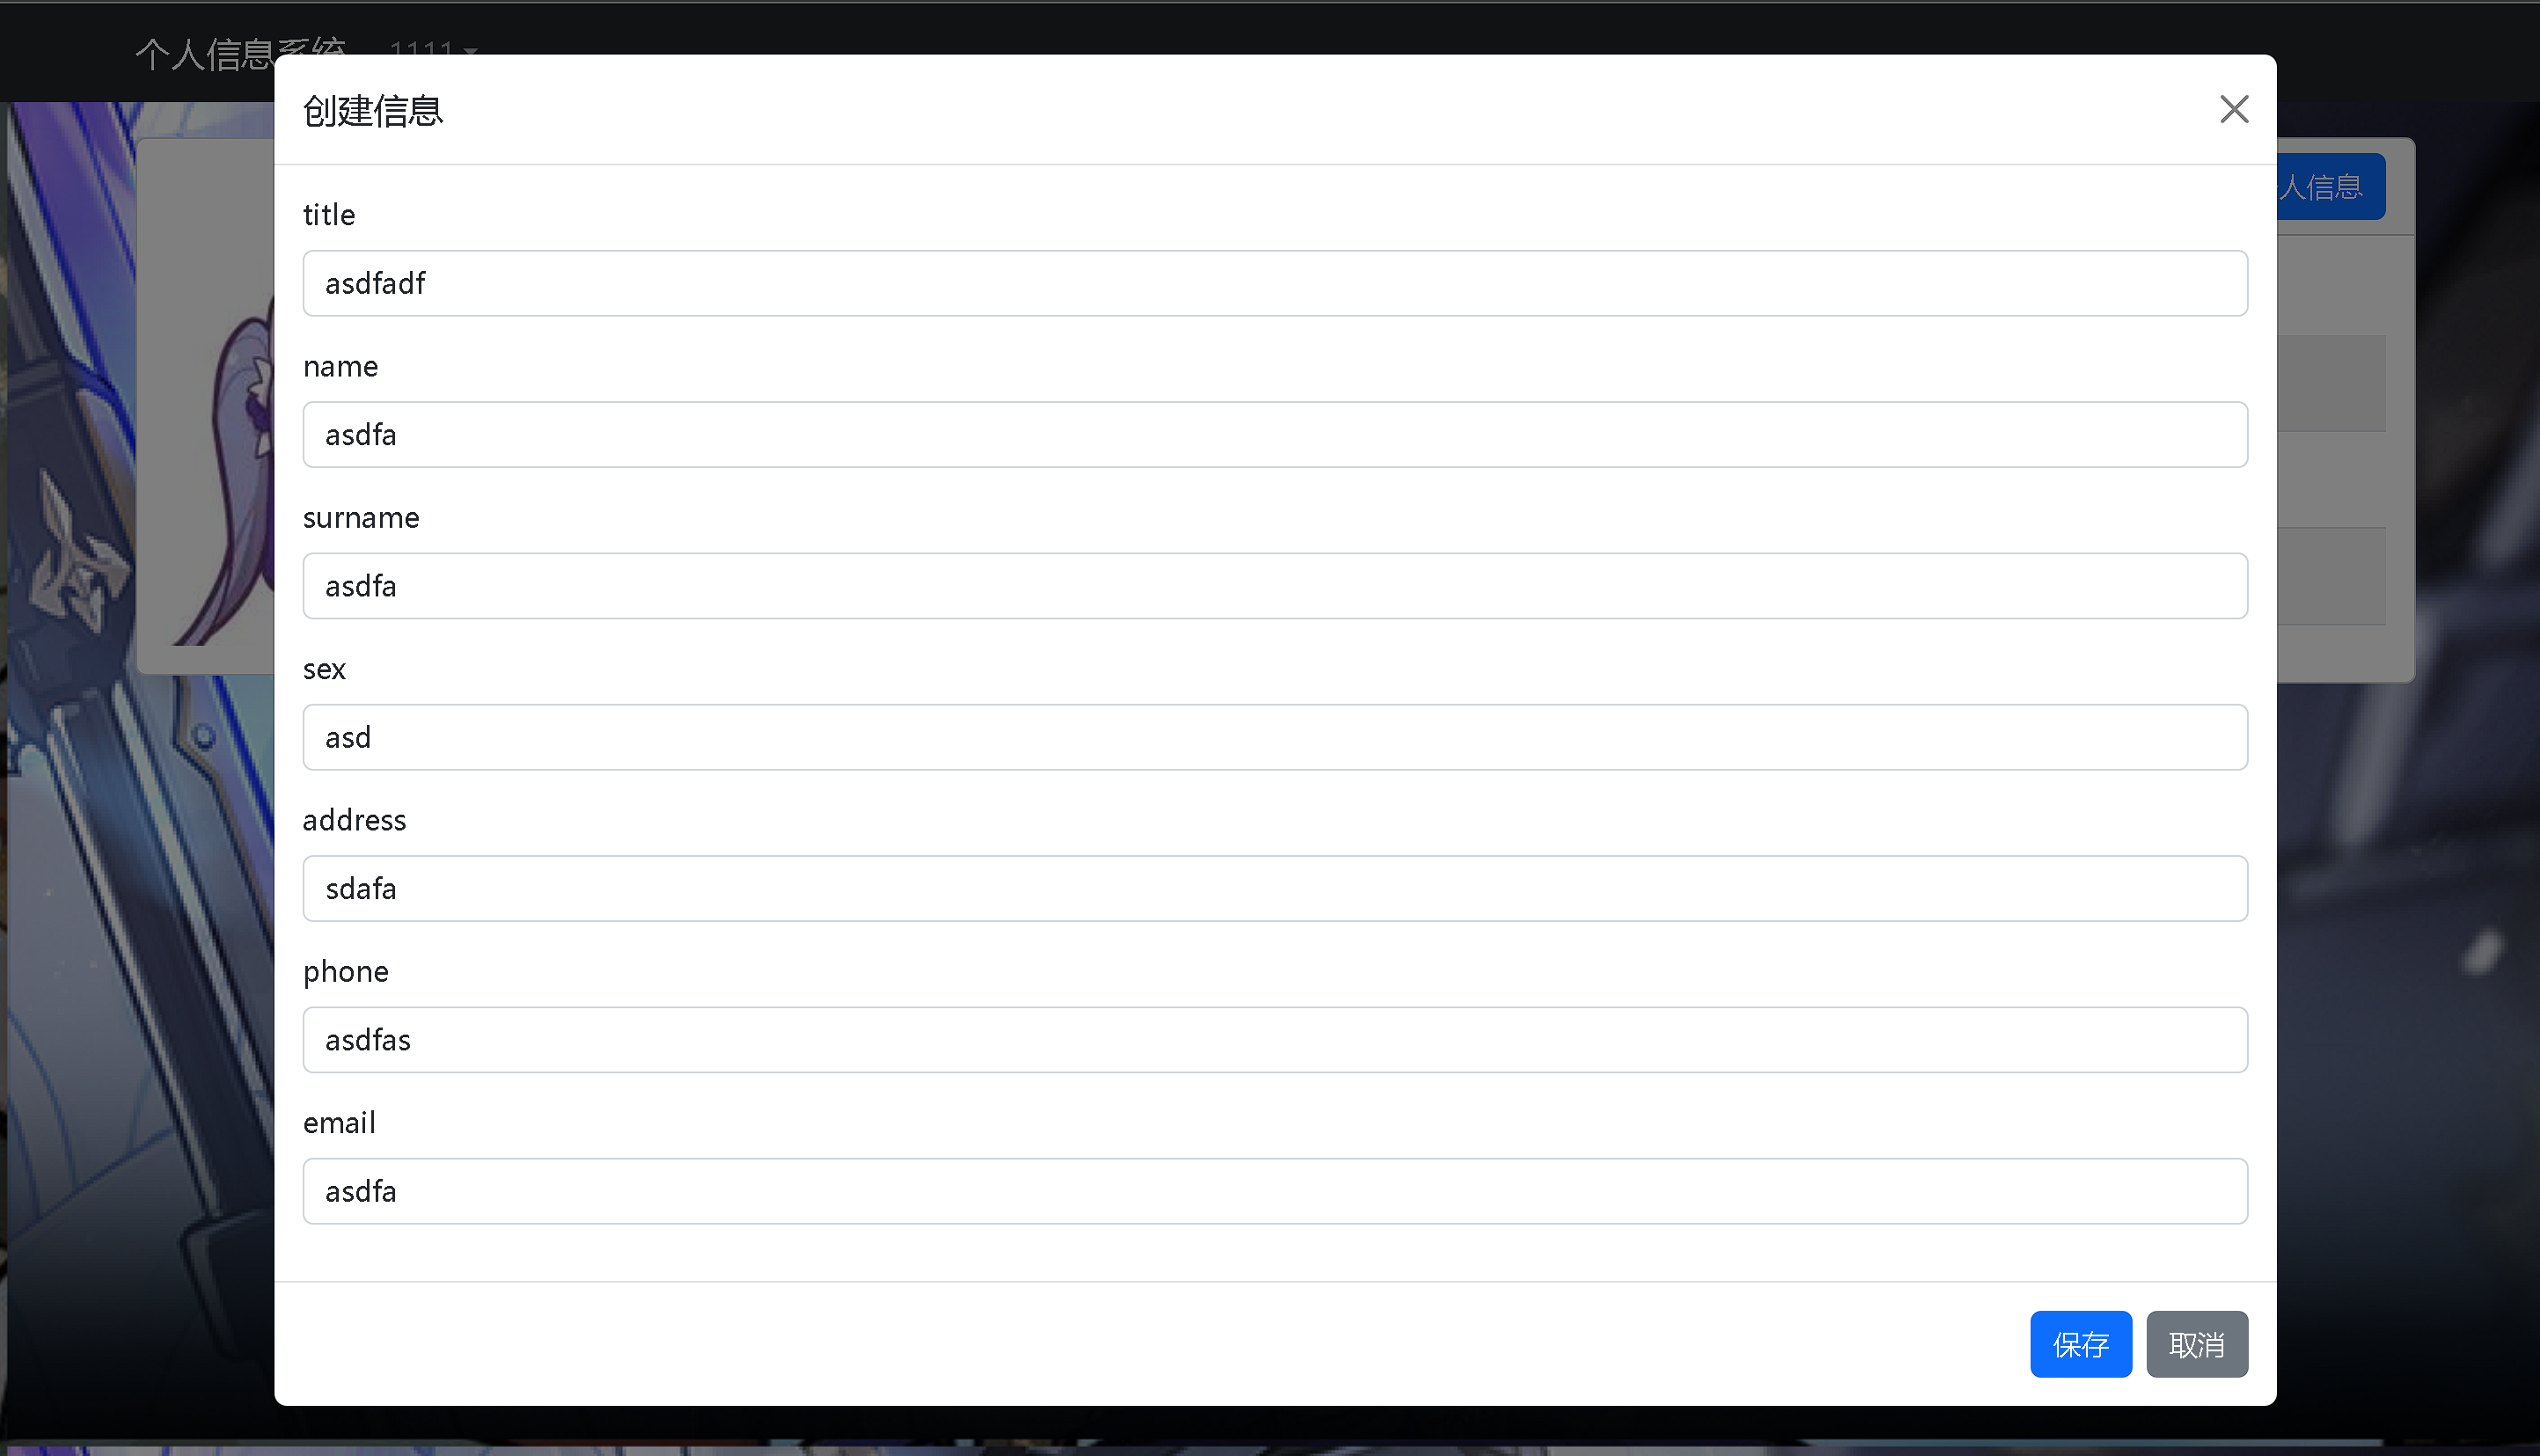 个人信息系统 1111
创建信息
人信息
title
asdfadf
name
asdfa
surname
asdfa
sex
asd
address
sdafa
phone
asdfas
email
asdfa
保存 取消